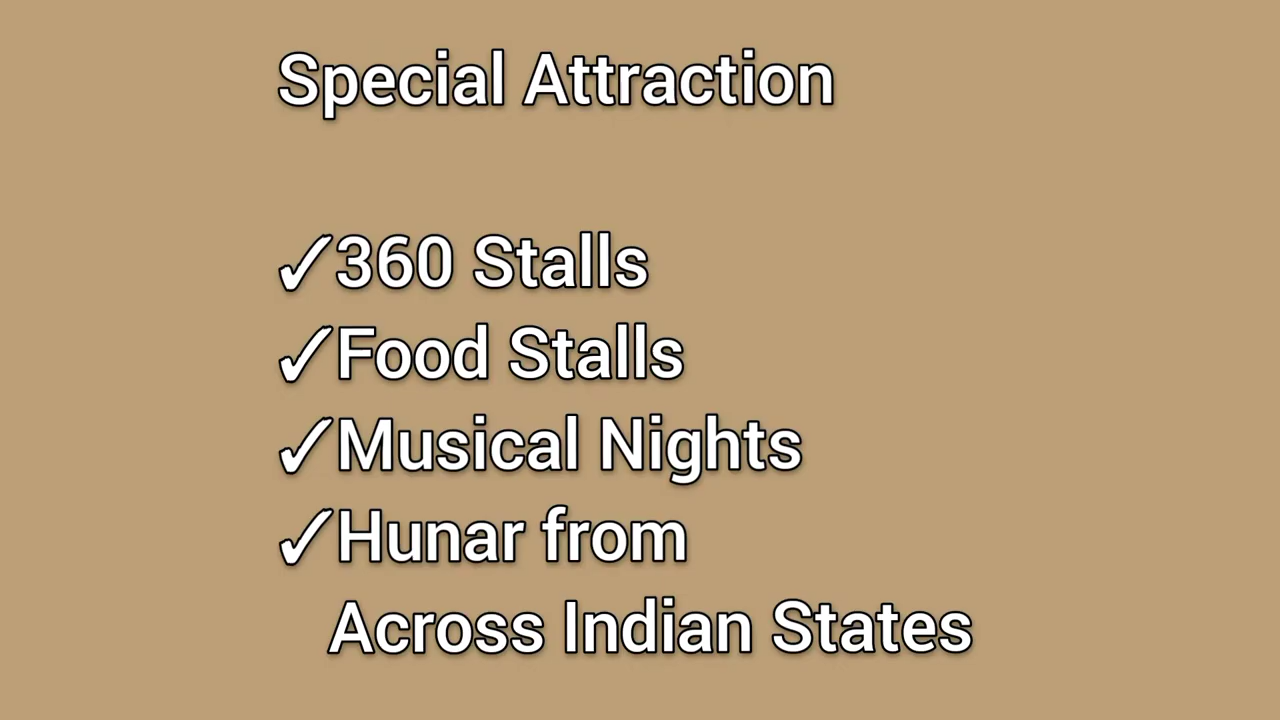 Special Attraction
✓360 Stalls
✓Food Stalls
✓Musical Nights
✓Hunar from
Across Indian States